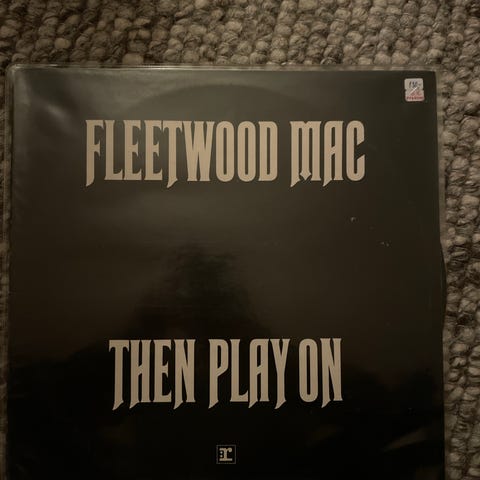 FLEETWOOD MAC
THEN PLAY ON